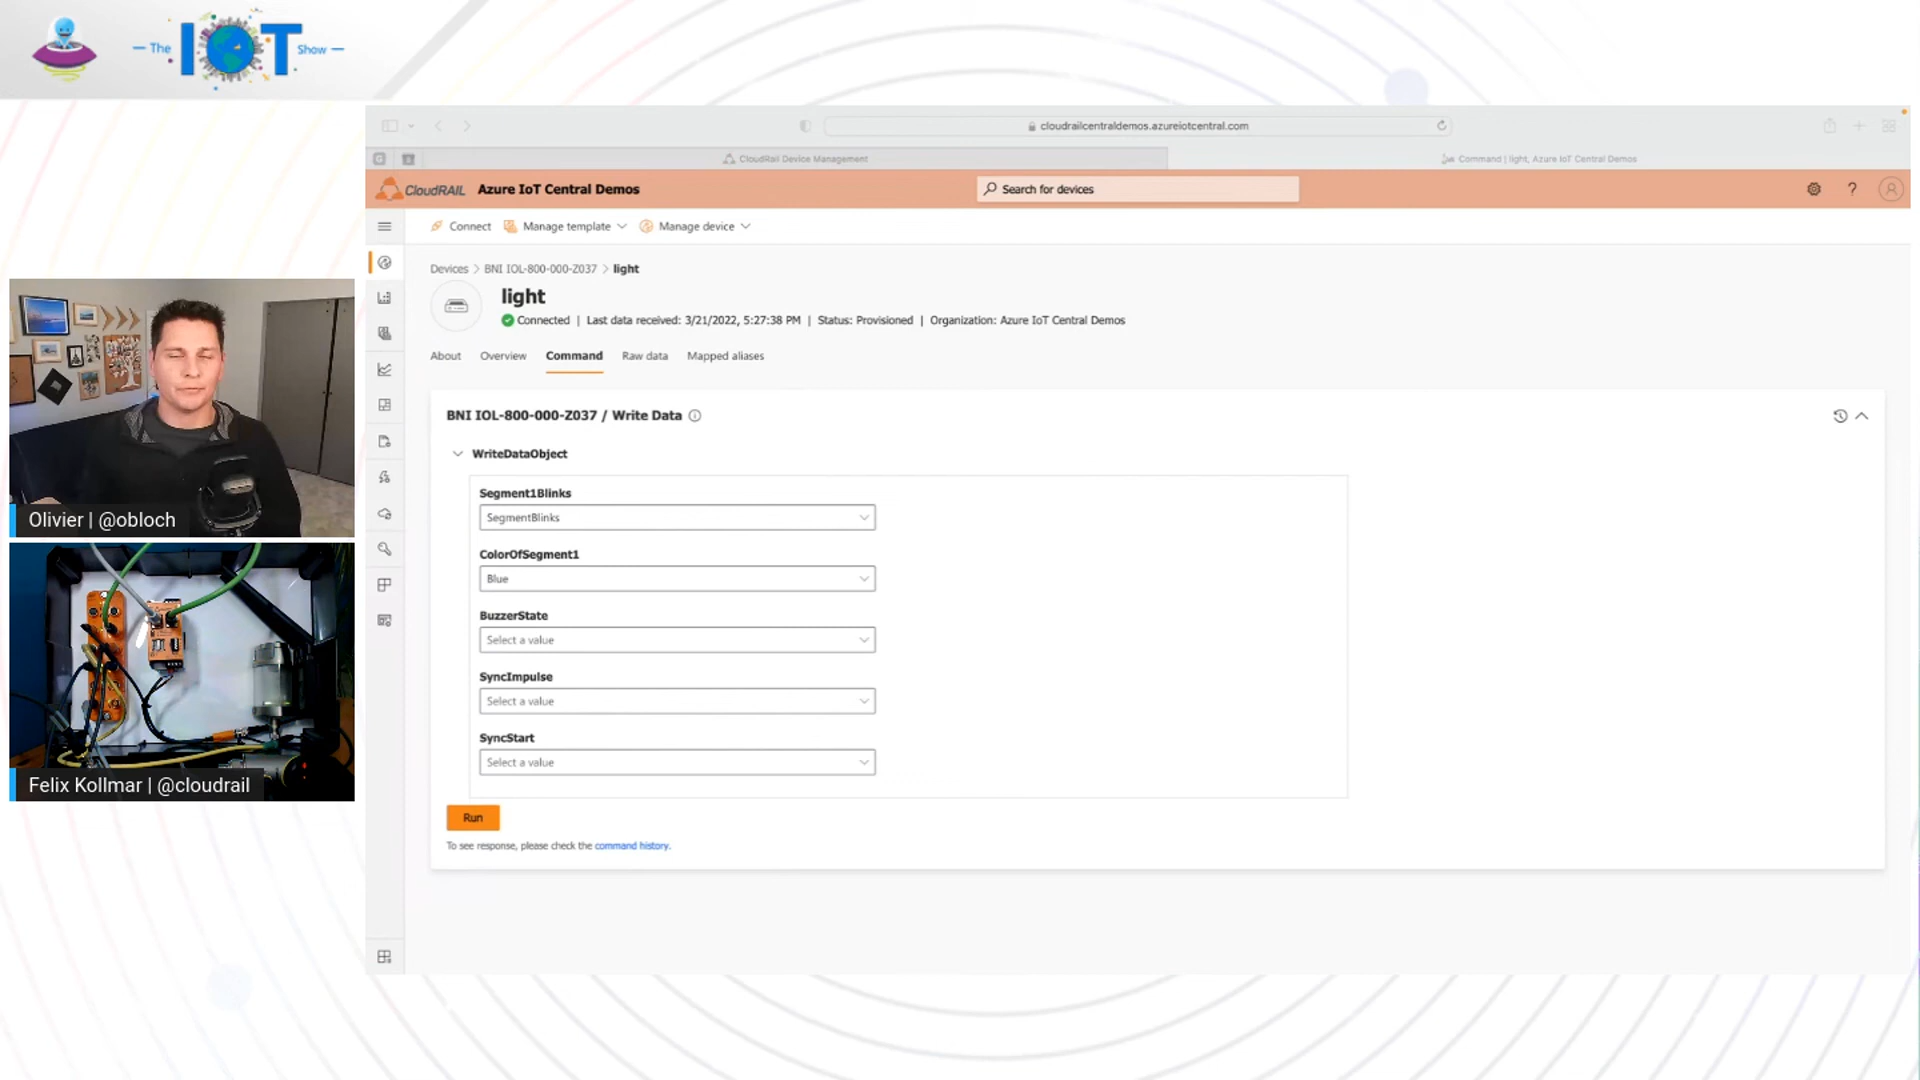 The IOT Show
cloudrailcentraldemos.azureiotcentral.com
CloudRail Device Management
Command | light, Azure IoT Central Demos
CloudRAIL
Azure IoT Central Demos
Search for devices
Connect
Manage template
Manage device
Devices > BNI IOL-800-000-Z037 > light
light
Connected | Last data received: 3/21/2022, 5:27:38 PM | Status: Provisioned | Organization: Azure IoT Central Demos
About
Overview
Command
Raw data
Mapped aliases
BNI IOL-800-000-Z037 / Write Data
WriteDataObject
Segment1Blinks
SegmentBlinks
ColorOfSegment1
Blue
BuzzerState
Select a value
SyncImpulse
Select a value
SyncStart
Select a value
Run
To see response, please check the command history.
Olivier | @obloch
Felix Kollmar | @cloudrail